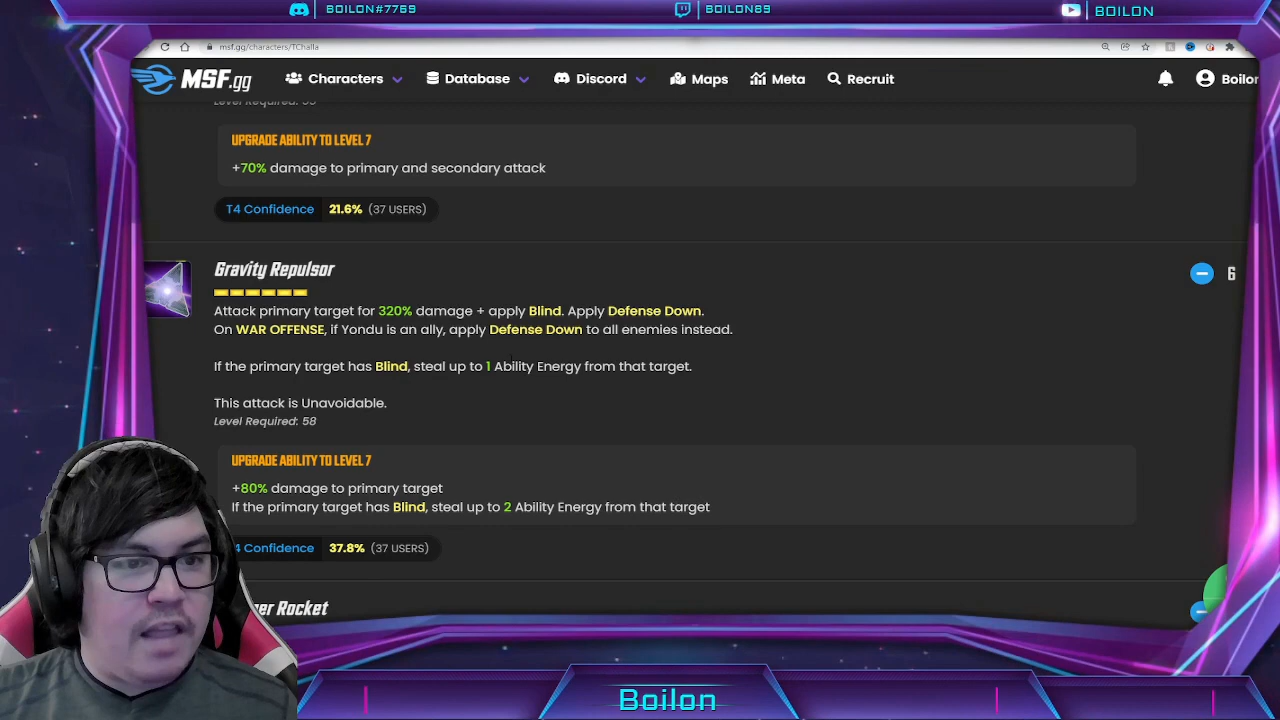 BOILON#7769
BOILON89
BOILON
msf.gg/characters/TChalla
MSF.gg
Characters
Database
Discord
Maps
Meta
Recruit
Boilon
UPGRADE ABILITY TO LEVEL 7
+70% damage to primary and secondary attack
T4 Confidence 21.6% (37 USERS)
Gravity Repulsor
6
Attack primary target for 320% damage + apply Blind. Apply Defense Down.
On WAR OFFENSE, if Yondu is an ally, apply Defense Down to all enemies instead.
If the primary target has Blind, steal up to 1 Ability Energy from that target.
This attack is Unavoidable.
Level Required: 58
UPGRADE ABILITY TO LEVEL 7
+80% damage to primary target
If the primary target has Blind, steal up to 2 Ability Energy from that target
4 Confidence 37.8% (37 USERS)
Rocket
Boilon